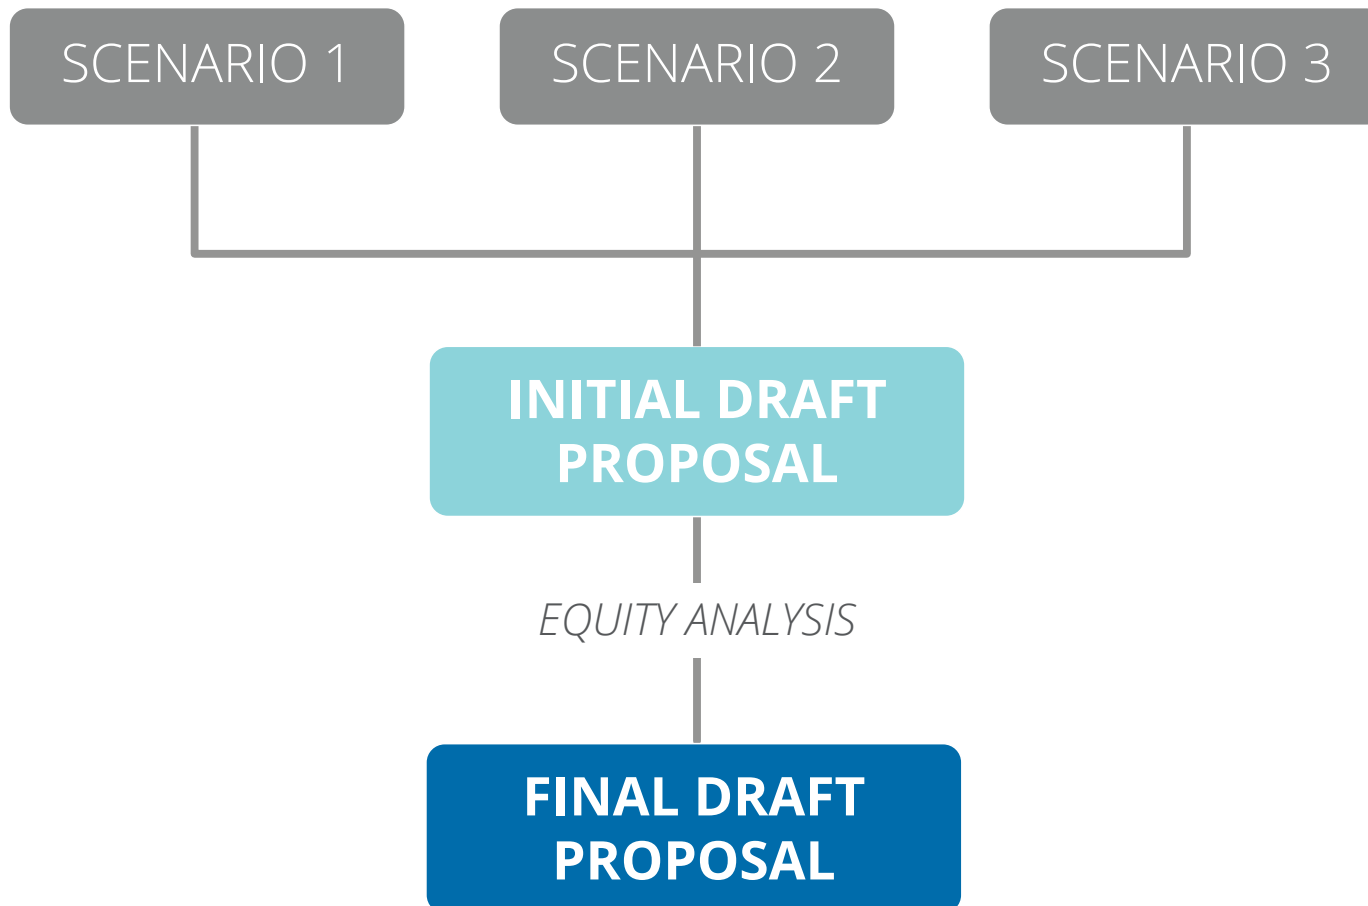 SCENARIO 1
SCENARIO 2
SCENARIO 3
INITIAL DRAFT
PROPOSAL
EQUITY ANALYSIS
FINAL DRAFT
PROPOSAL